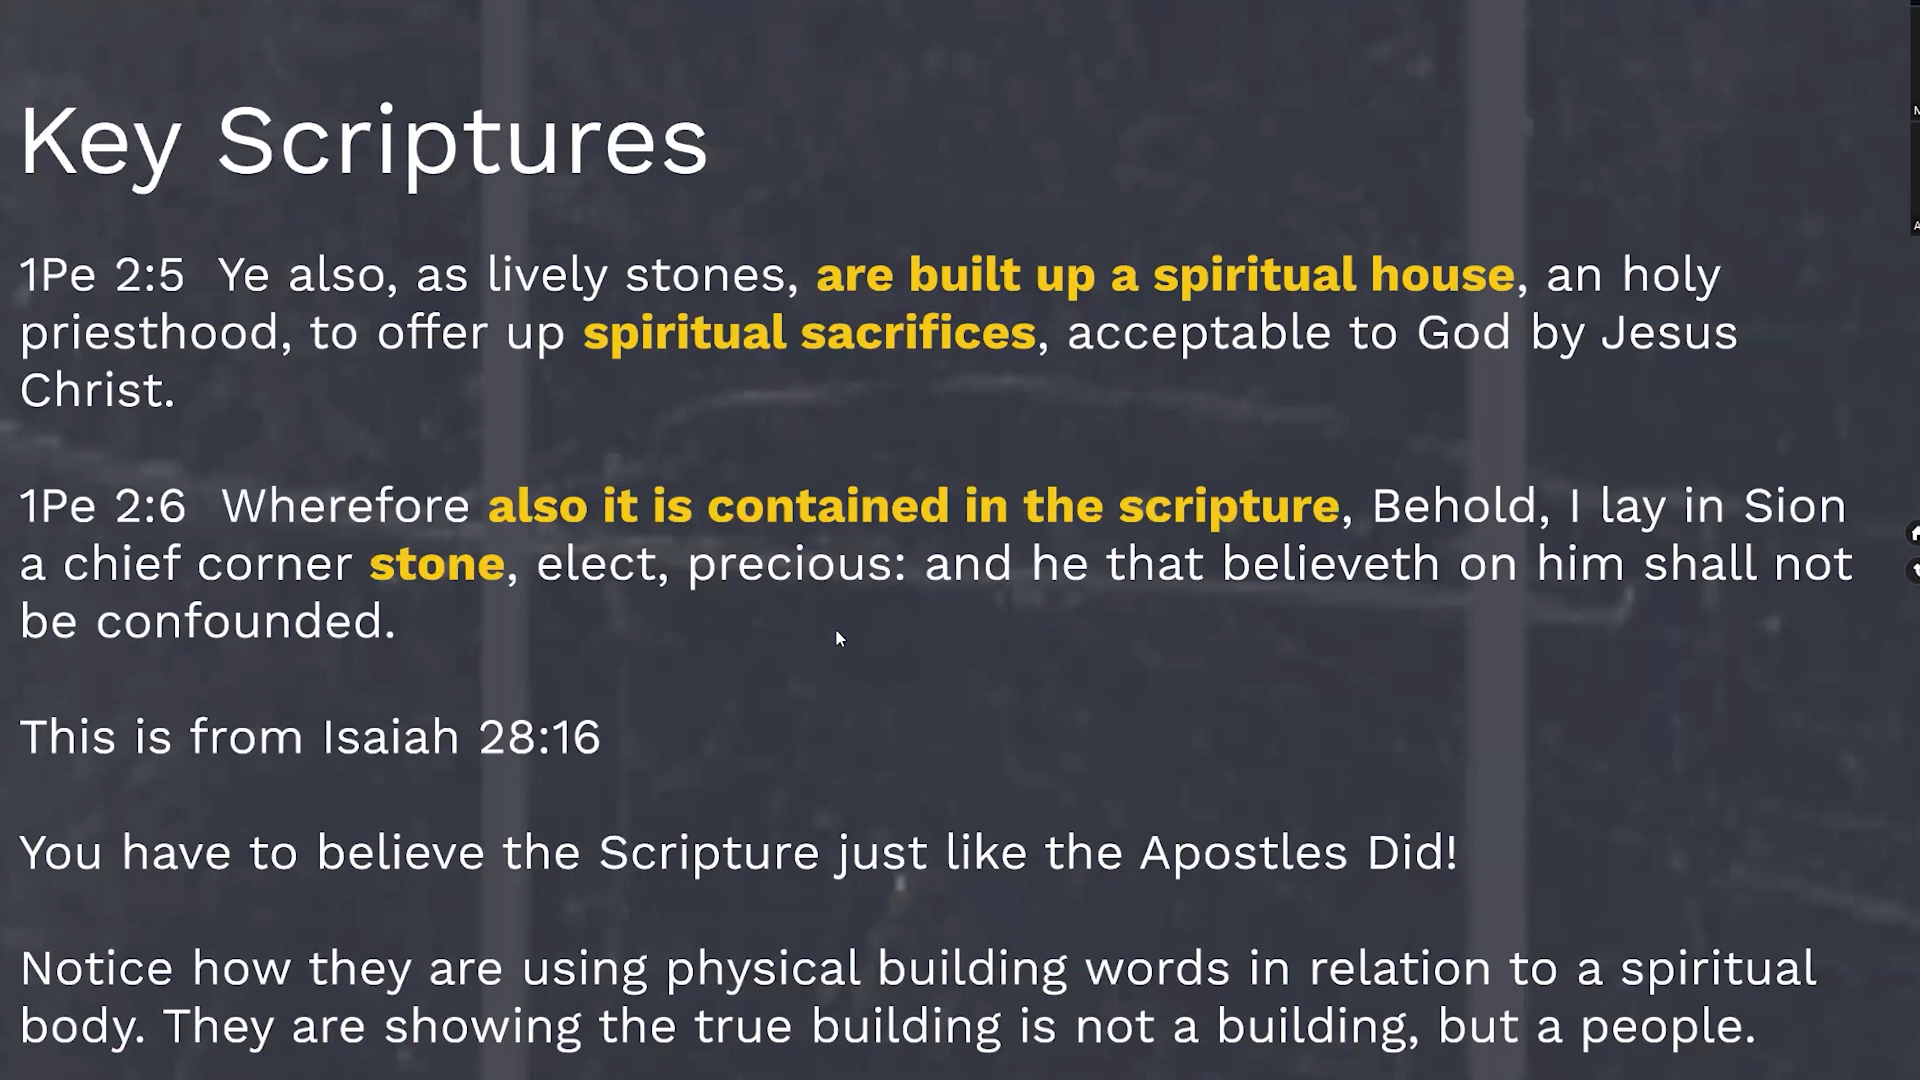 Key Scriptures
1Pe 2:5  Ye also, as lively stones, are built up a spiritual house, an holy
priesthood, to offer up spiritual sacrifices, acceptable to God by Jesus
Christ.
1Pe 2:6  Wherefore also it is contained in the scripture, Behold, I lay in Sion
a chief corner stone, elect, precious: and he that believeth on him shall not
be confounded.
This is from Isaiah 28:16
You have to believe the Scripture just like the Apostles Did!
Notice how they are using physical building words in relation to a spiritual
body. They are showing the true building is not a building, but a people.